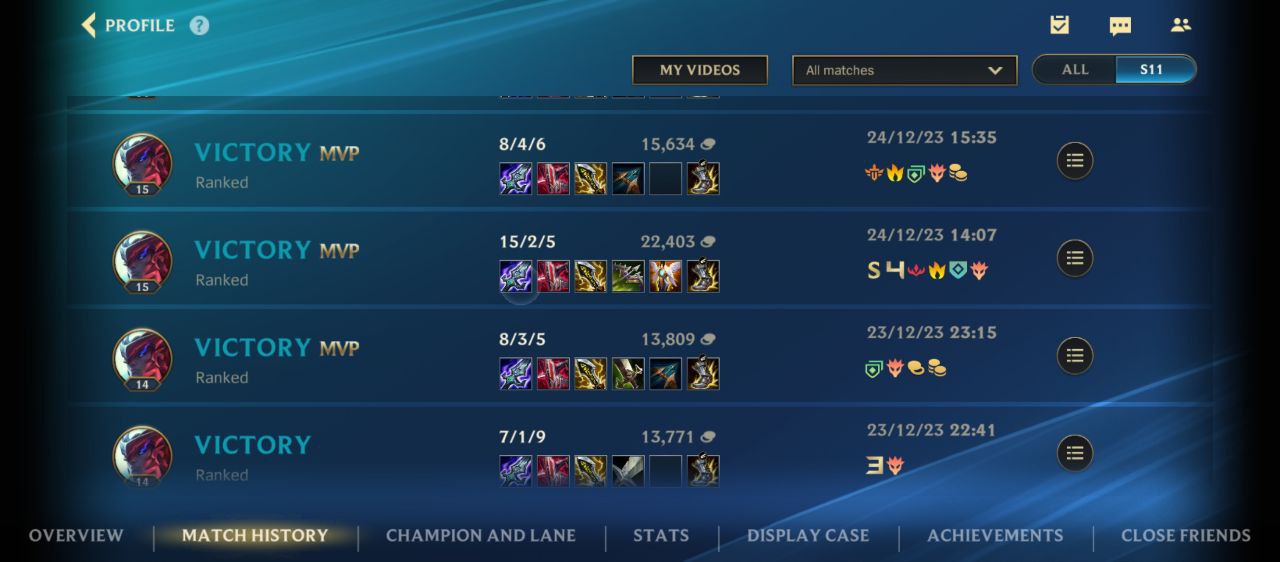 PROFILE ?
MY VIDEOS All matches ALL S11
VICTORY MVP 8/4/6 15,634 24/12/23 15:35
Ranked
15
VICTORY MVP 15/2/5 22,403 24/12/23 14:07
Ranked S 4
15
VICTORY MVP 8/3/5 13,809 23/12/23 23:15
Ranked
14
VICTORY 7/1/9 13,771 23/12/23 22:41
Ranked 3
14
OVERVIEW MATCH HISTORY CHAMPION AND LANE STATS DISPLAY CASE ACHIEVEMENTS CLOSE FRIENDS